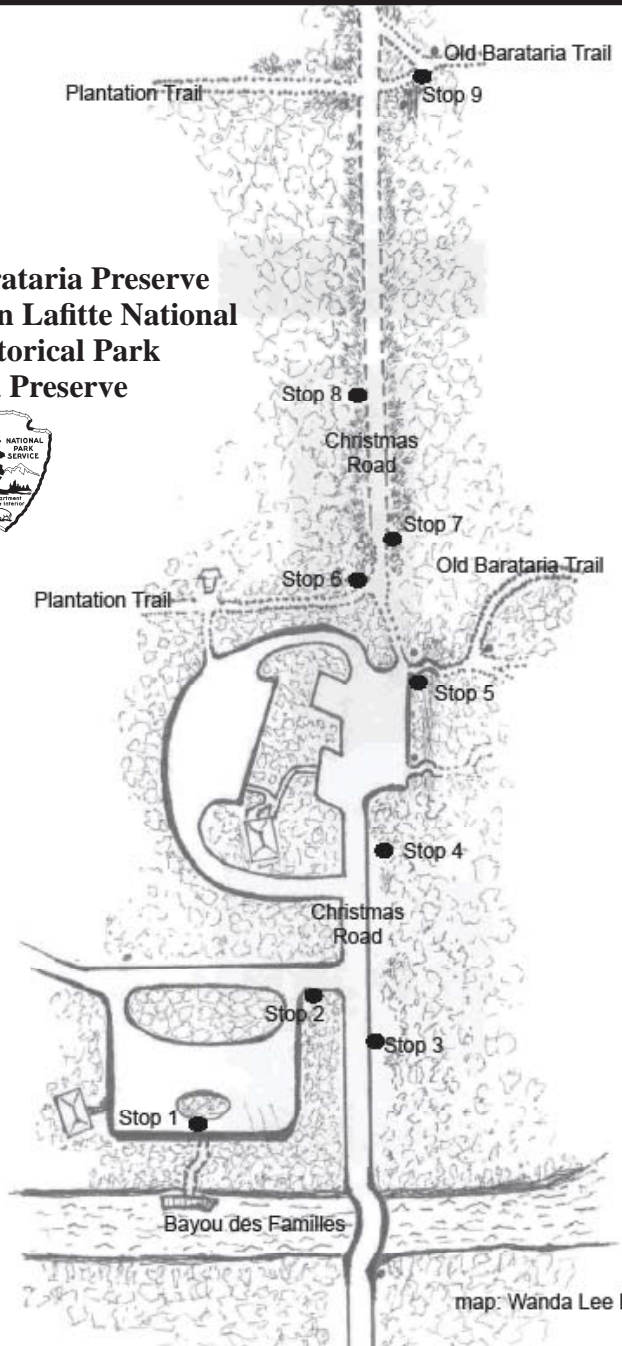 Old Barataria Trail
Plantation Trail
Stop 9
rataria Preserve
n Lafitte National
torical Park
Preserve
NATIONAL
PARK
SERVICE
Stop 8
Christmas
Road
Stop 7
Stop 6
Old Barataria Trail
Plantation Trail
Stop 5
Stop 4
Christmas
Road
Stop 2
Stop 3
Stop 1
Bayou des Familles
map: Wanda Lee